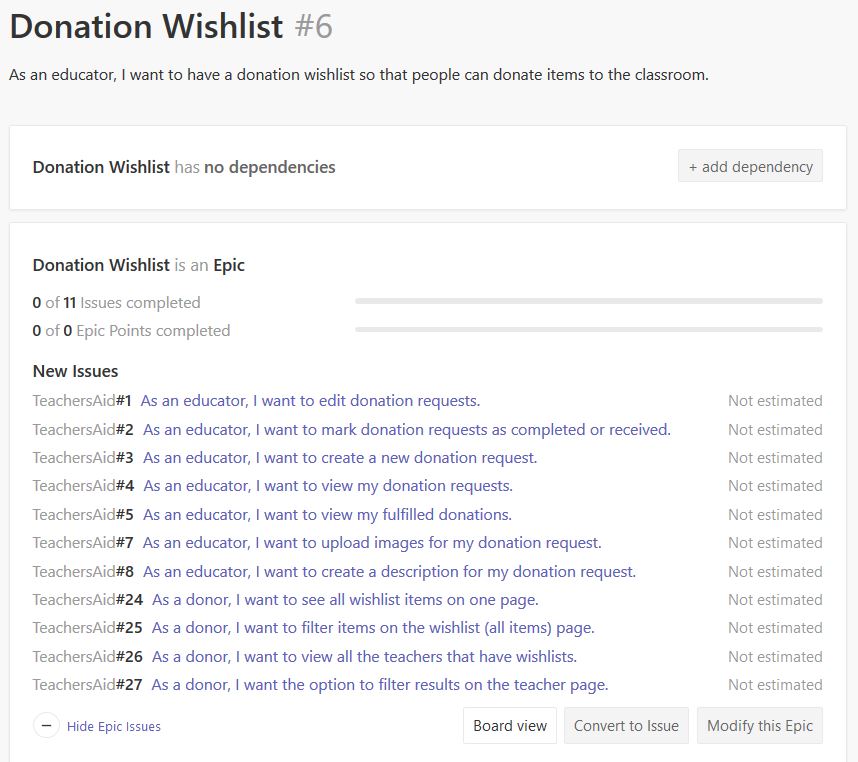 Donation Wishlist #6
As an educator, I want to have a donation wishlist so that people can donate items to the classroom.
Donation Wishlist has no dependencies
+ add dependency
Donation Wishlist is an Epic
0 of 11 Issues completed
0 of 0 Epic Points completed
New Issues
TeachersAid#1 As an educator, I want to edit donation requests. Not estimated
TeachersAid#2 As an educator, I want to mark donation requests as completed or received. Not estimated
TeachersAid#3 As an educator, I want to create a new donation request. Not estimated
TeachersAid#4 As an educator, I want to view my donation requests. Not estimated
TeachersAid#5 As an educator, I want to view my fulfilled donations. Not estimated
TeachersAid#7 As an educator, I want to upload images for my donation request. Not estimated
TeachersAid#8 As an educator, I want to create a description for my donation request. Not estimated
TeachersAid#24 As a donor, I want to see all wishlist items on one page. Not estimated
TeachersAid#25 As a donor, I want to filter items on the wishlist (all items) page. Not estimated
TeachersAid#26 As a donor, I want to view all the teachers that have wishlists. Not estimated
TeachersAid#27 As a donor, I want the option to filter results on the teacher page. Not estimated
Hide Epic Issues Board view Convert to Issue Modify this Epic